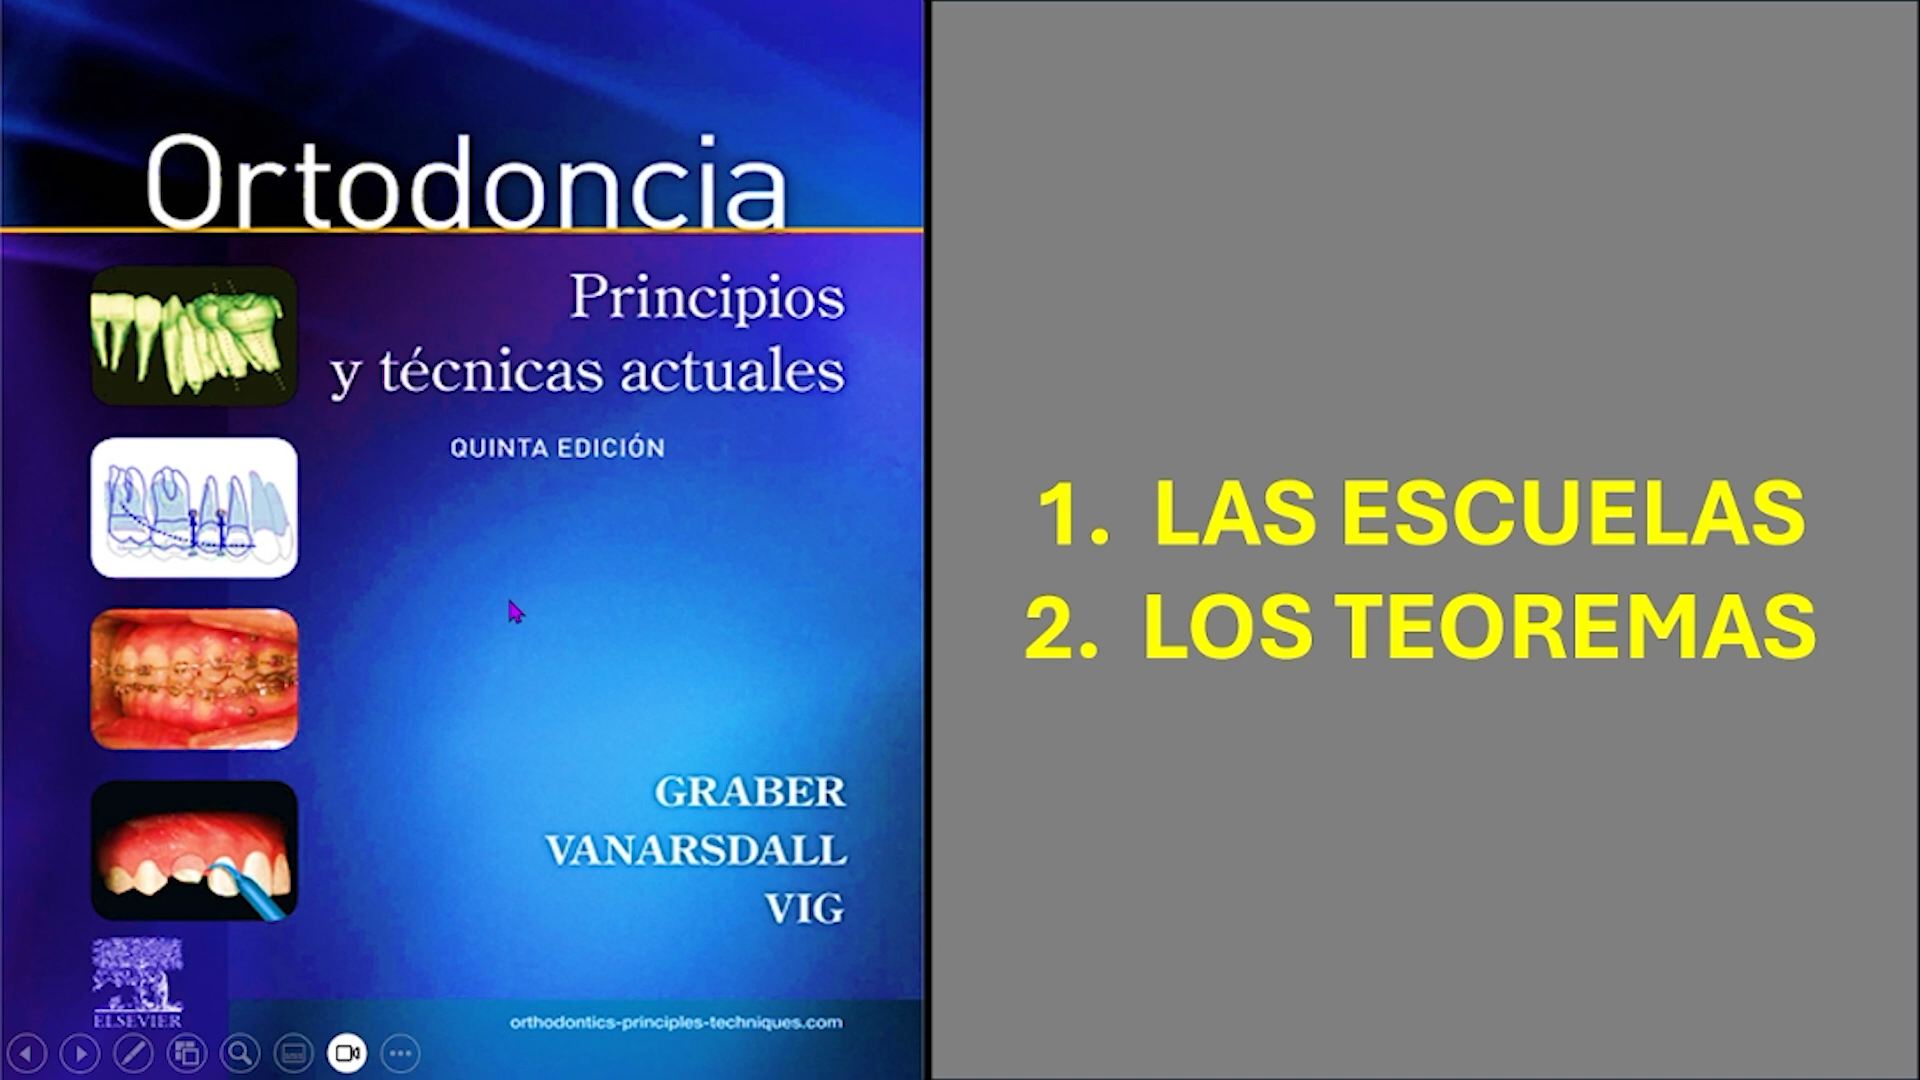 Ortodoncia
Principios
y técnicas actuales
QUINTA EDICIÓN
GRABER
VANARSDALL
VIG
ELSEVIER
orthodontics-principles-techniques.com
1. LAS ESCUELAS
2. LOS TEOREMAS